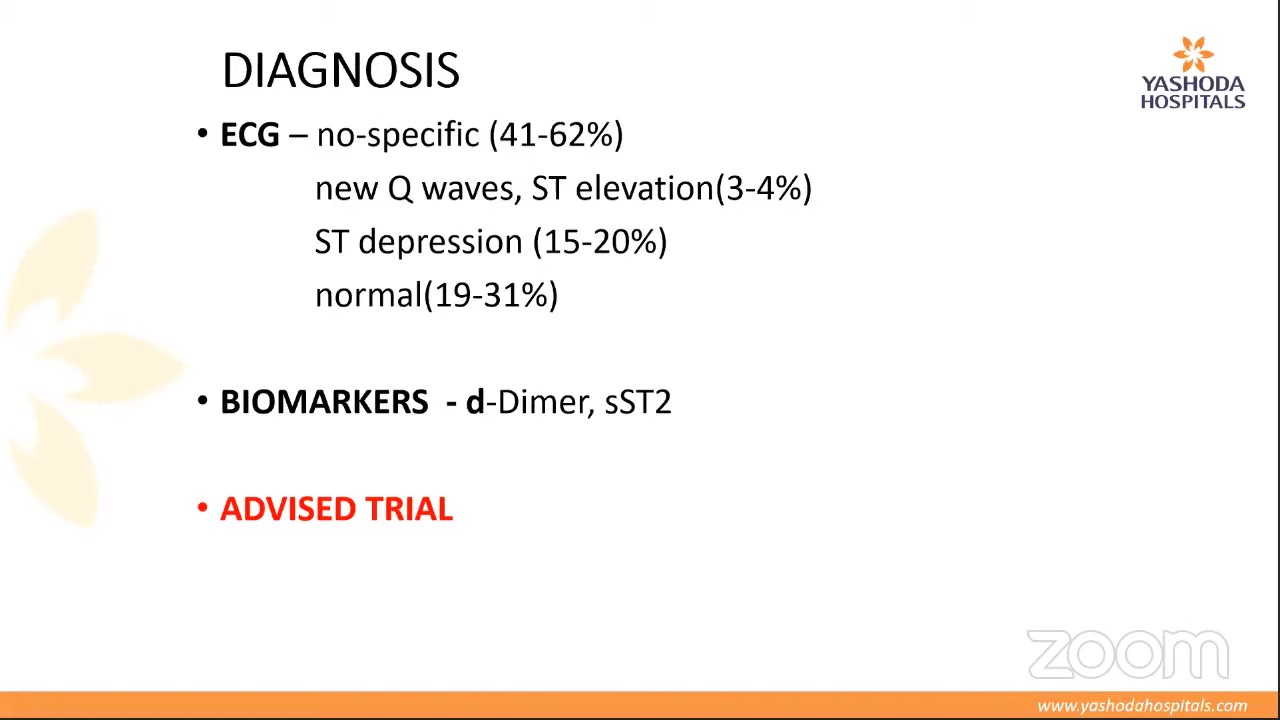 DIAGNOSIS
YASHODA
HOSPITALS
• ECG – no-specific (41-62%)
new Q waves, ST elevation(3-4%)
ST depression (15-20%)
normal(19-31%)
• BIOMARKERS - d-Dimer, sST2
• ADVISED TRIAL
zoom
www.yashodahospitals.com